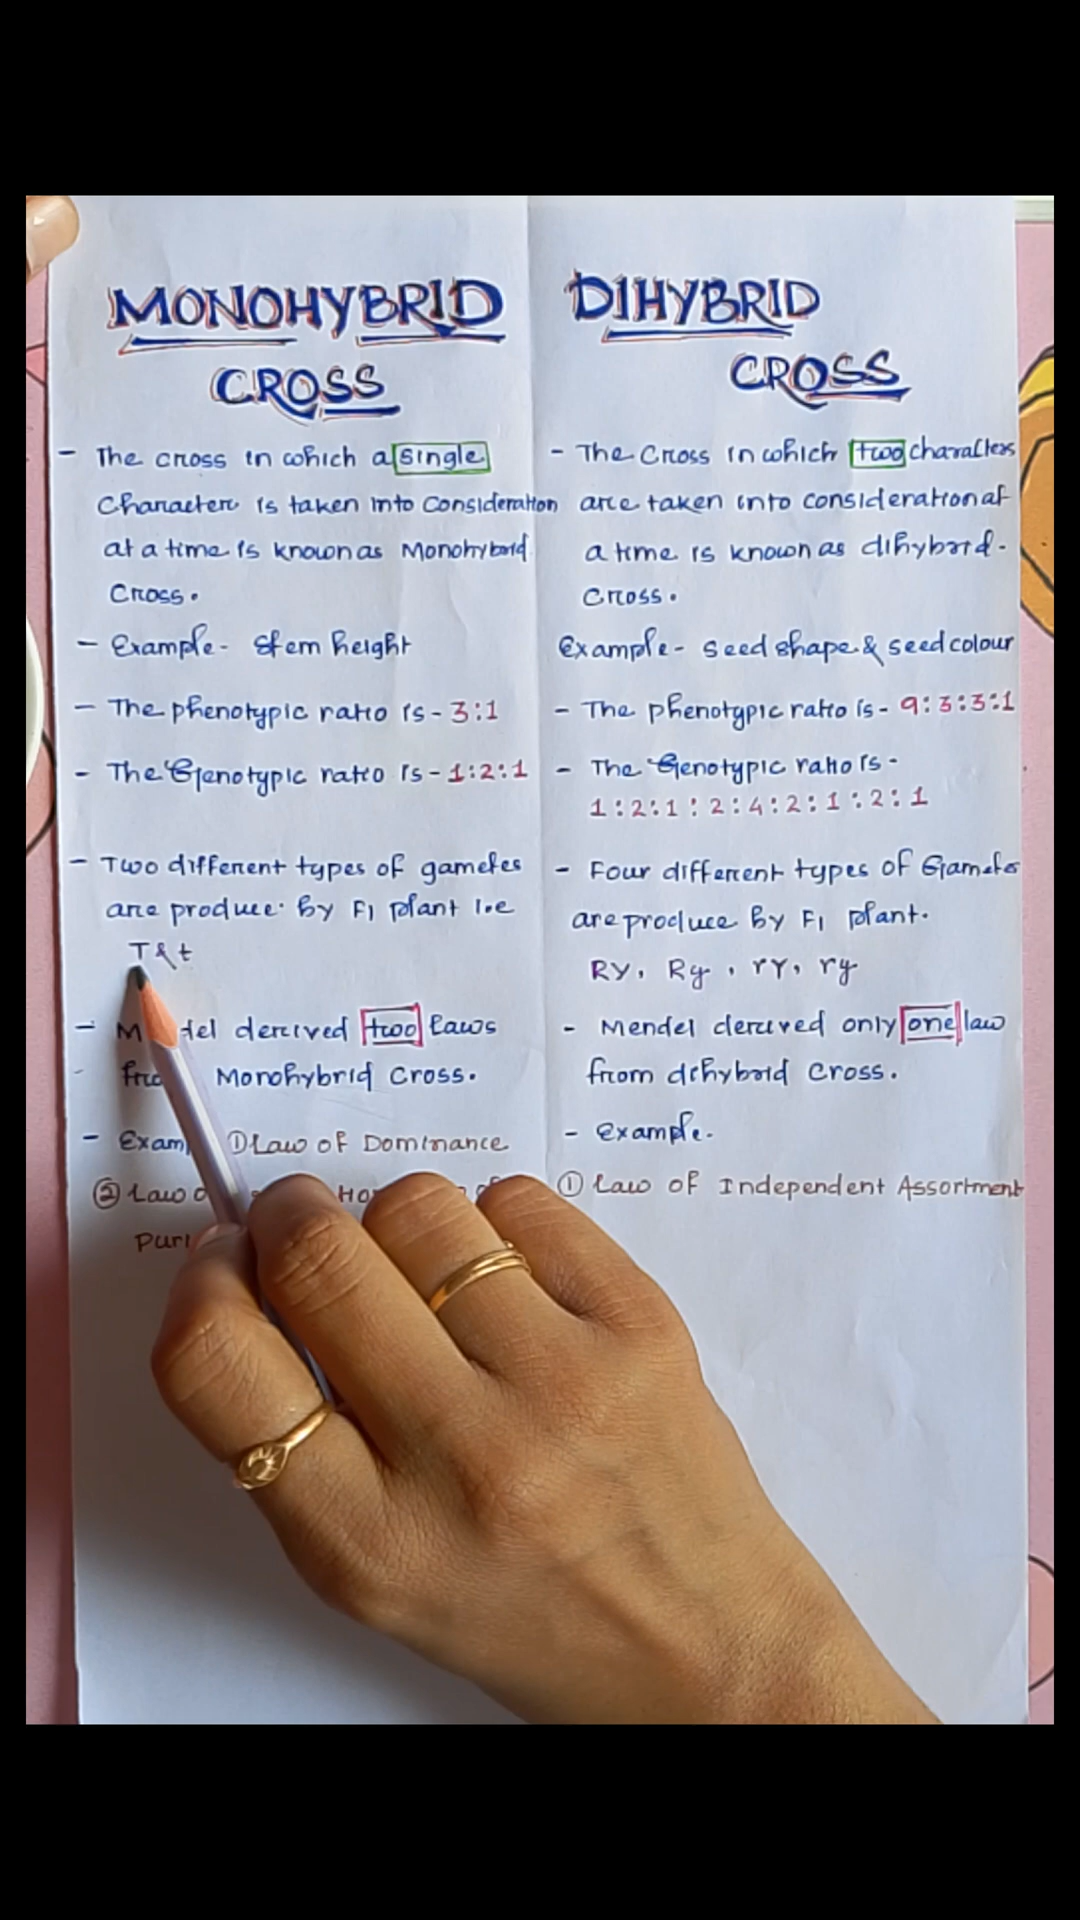 MONOHYBRID
CROSS
- The cross in which a single
Character is taken into Consideration
at a time is known as Monohybrid
Cross.
- Example - Stem height
- The phenotypic ratio is - 3:1
- The Genotypic ratio is - 1:2:1
- Two different types of gametes
are produce by F1 plant i.e
T & t
derived two laws
Monohybrid Cross.
- ① Law of Dominance
② Law
DIHYBRID
CROSS
- The Cross in which two characters
are taken into consideration at
a time is known as dihybrid-
cross.
Example - seed shape & seed colour
- The phenotypic ratio is - 9:3:3:1
- The Genotypic ratio is -
1:2:1:2:4:2:1:2:1
- Four different types of Gametes
are produce by F1 plant.
RY, Ry, rY, ry
- Mendel derived only one law
from dihybrid Cross.
- Example.
① Law of Independent Assortment